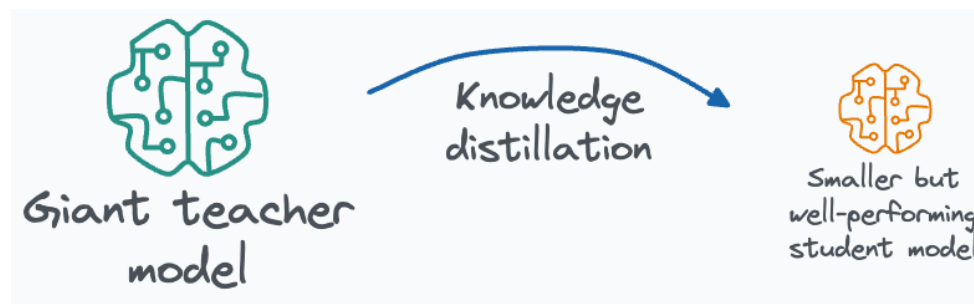 Giant teacher
model
Knowledge
distillation
Smaller but
well-performing
student model